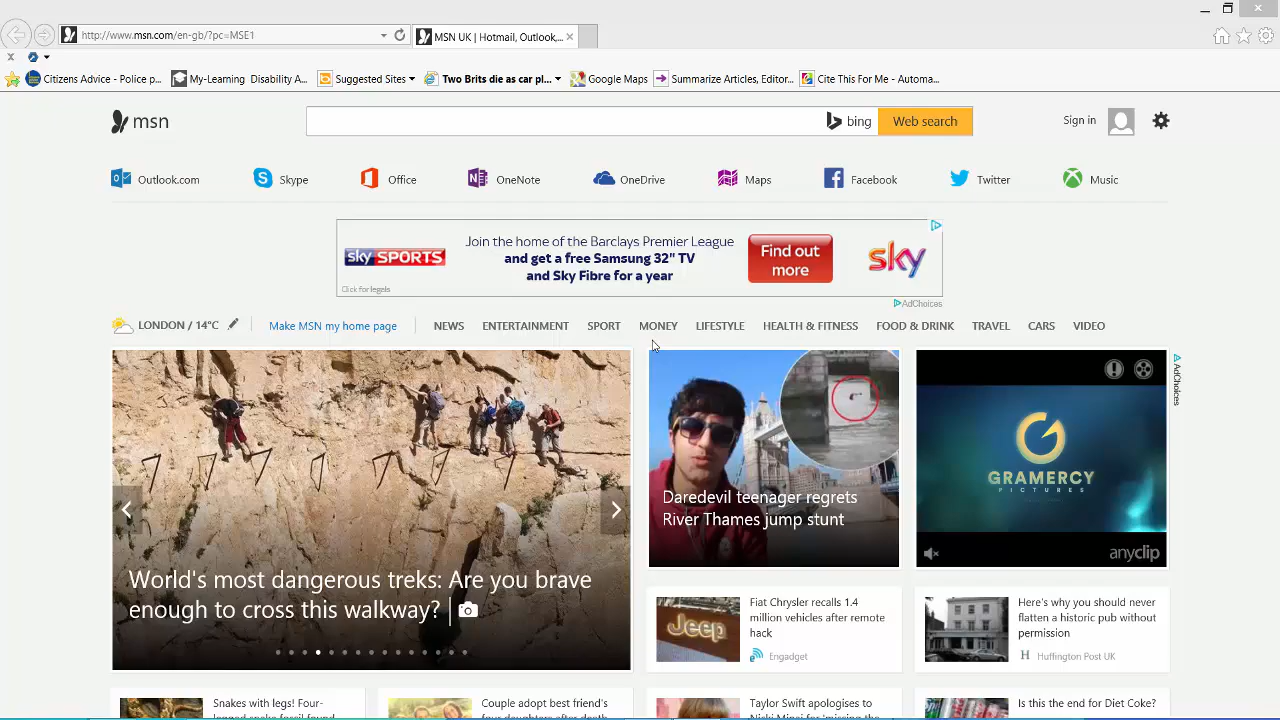 http://www.msn.com/en-gb/?pc=MSE1
MSN UK | Hotmail, Outlook,...
Citizens Advice - Police p...
My-Learning Disability A...
Suggested Sites
Two Brits die as car pl...
Google Maps
Summarize Articles, Editor...
Cite This For Me - Automa...
msn
bing
Web search
Sign in
Outlook.com
Skype
Office
OneNote
OneDrive
Maps
Facebook
Twitter
Music
sky SPORTS
Join the home of the Barclays Premier League
and get a free Samsung 32" TV
and Sky Fibre for a year
Click for legals
Find out
more
sky
AdChoices
LONDON / 14°C
Make MSN my home page
NEWS
ENTERTAINMENT
SPORT
MONEY
LIFESTYLE
HEALTH & FITNESS
FOOD & DRINK
TRAVEL
CARS
VIDEO
World's most dangerous treks: Are you brave
enough to cross this walkway? |
Daredevil teenager regrets
River Thames jump stunt
GRAMERCY
PICTURES
anyclip
AdChoices
Jeep
Fiat Chrysler recalls 1.4
million vehicles after remote
hack
Engadget
Here's why you should never
flatten a historic pub without
permission
H Huffington Post UK
Snakes with legs! Four-
Couple adopt best friend's
Taylor Swift apologises to
Is this the end for Diet Coke?